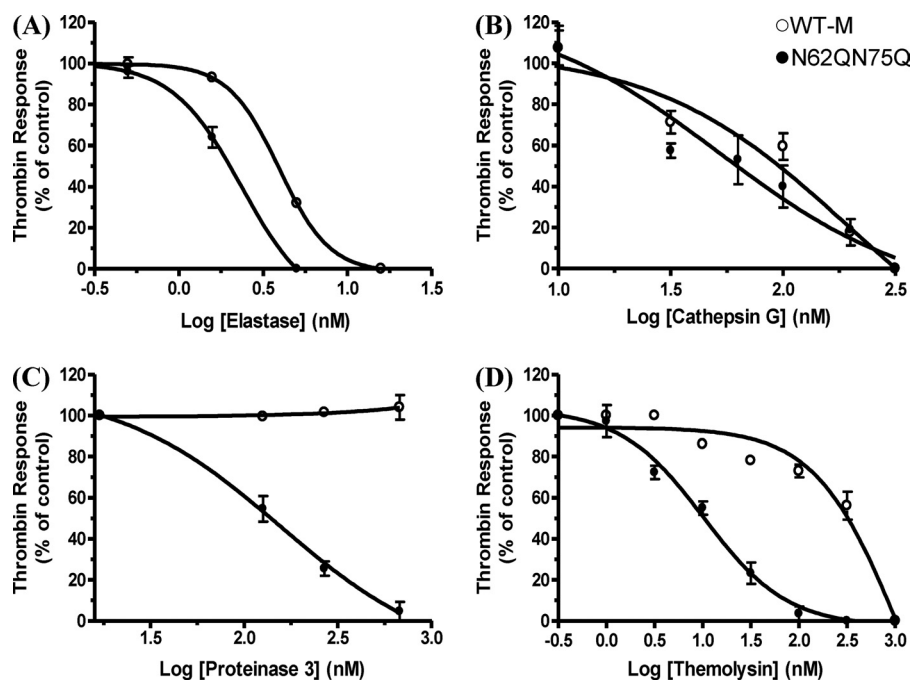 (A)
Thrombin Response
(% of control)
120
100
80
60
40
20
0
-0.5 0.0 0.5 1.0 1.5
Log [Elastase] (nM)
(B)
WT-M
N62QN75Q
Thrombin Response
(% of control)
120
100
80
60
40
20
0
1.0 1.5 2.0 2.5
Log [Cathepsin G] (nM)
(C)
Thrombin Response
(% of control)
120
100
80
60
40
20
0
1.5 2.0 2.5 3.0
Log [Proteinase 3] (nM)
(D)
Thrombin Response
(% of control)
120
100
80
60
40
20
0
-0.5 0.0 0.5 1.0 1.5 2.0 2.5 3.0
Log [Themolysin] (nM)